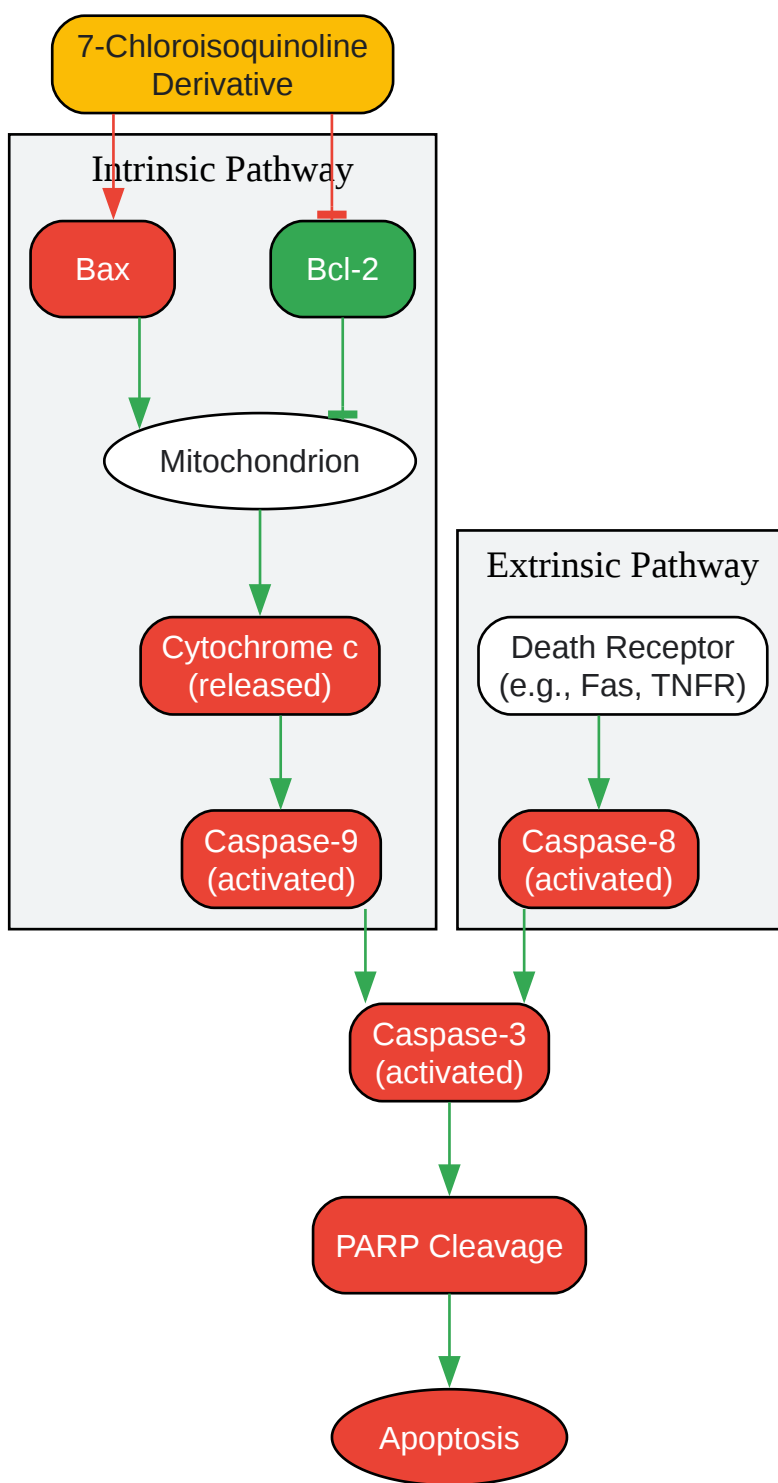 7-Chloroisoquinoline
Derivative
Intrinsic Pathway
Bax
Bcl-2
Mitochondrion
Cytochrome c
(released)
Caspase-9
(activated)
Extrinsic Pathway
Death Receptor
(e.g., Fas, TNFR)
Caspase-8
(activated)
Caspase-3
(activated)
PARP Cleavage
Apoptosis